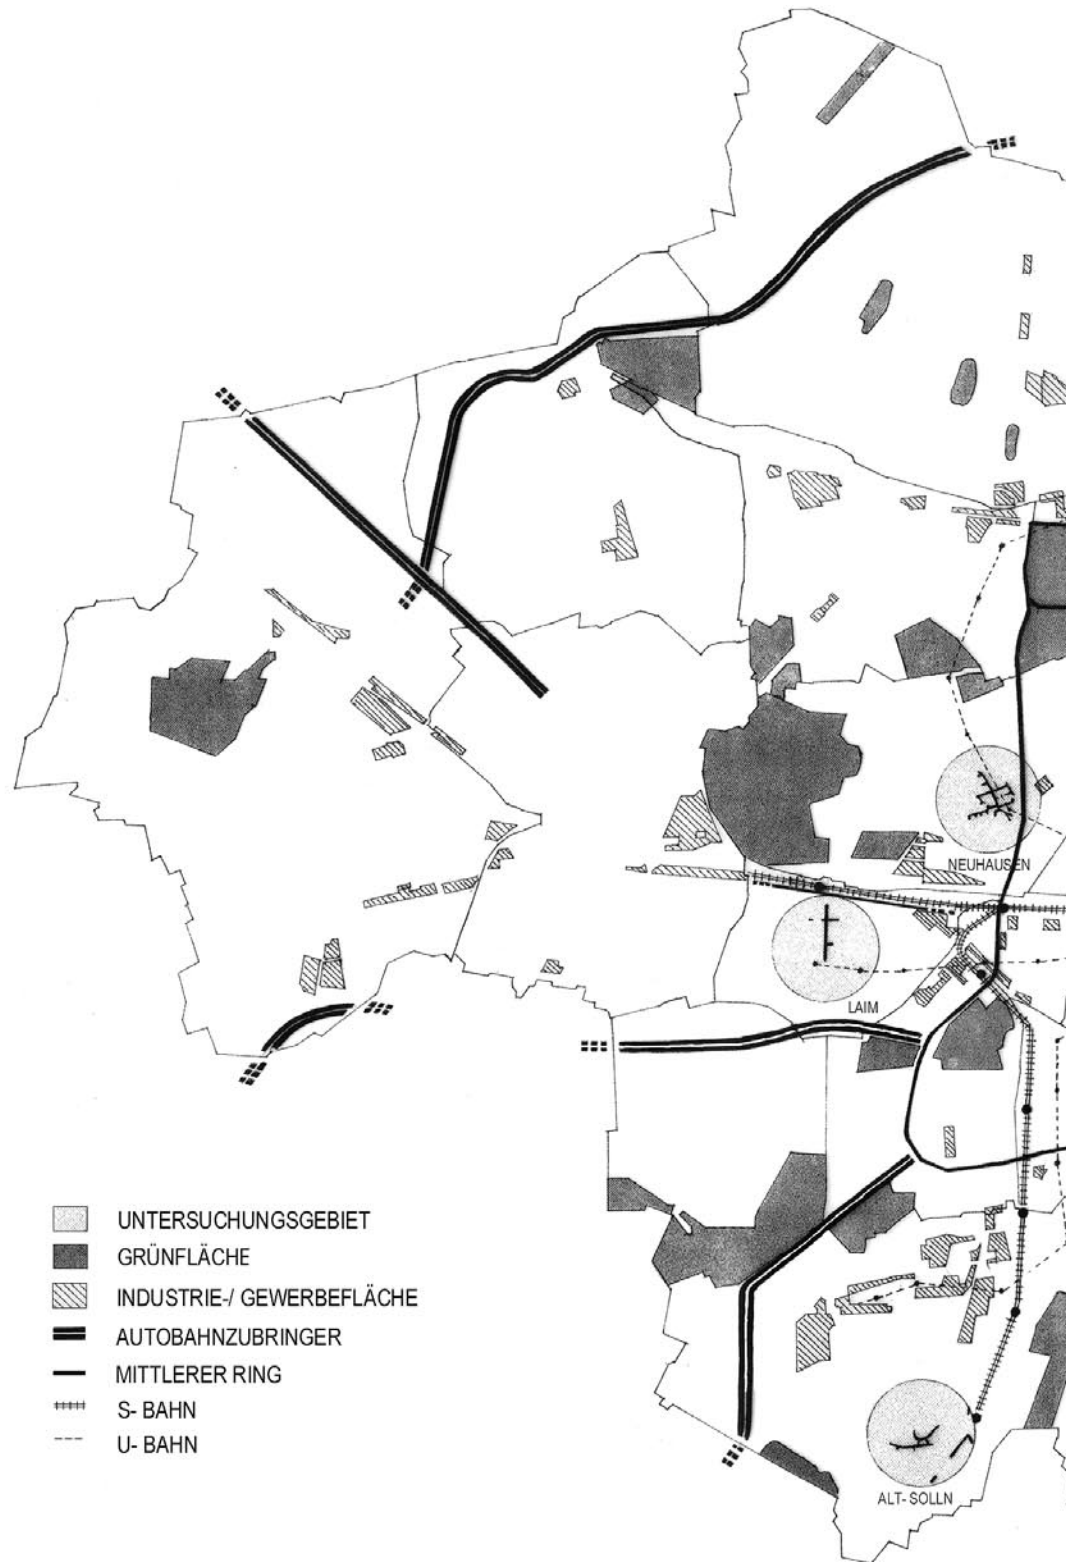 NEUHAUSEN
LAIM
UNTERSUCHUNGSGEBIET
GRÜNFLÄCHE
INDUSTRIE-/ GEWERBEFLÄCHE
AUTOBAHNZUBRINGER
MITTLERER RING
S- BAHN
U- BAHN
ALT- SOLLN